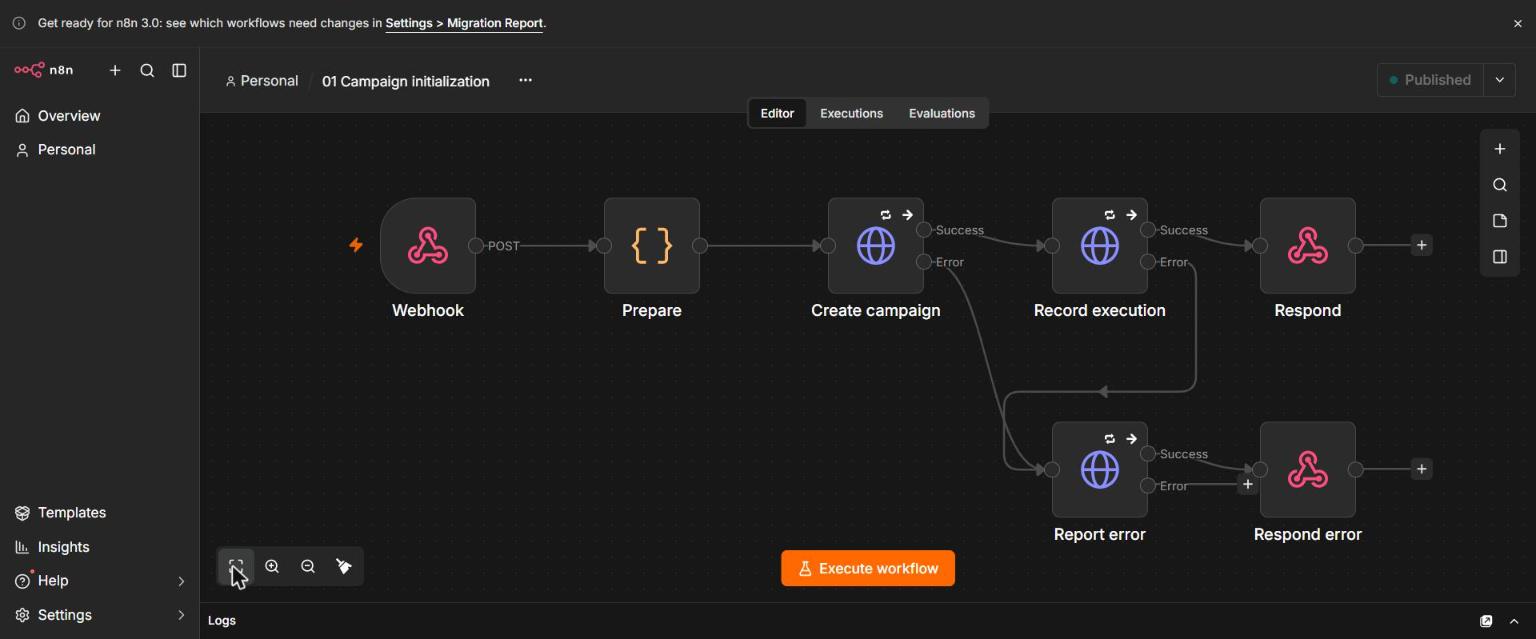 Get ready for n8n 3.0: see which workflows need changes in Settings > Migration Report.
n8n
Personal / 01 Campaign initialization ...
Published
Overview
Personal
Editor Executions Evaluations
POST
Success
Error
Success
Error
Webhook
Prepare
Create campaign
Record execution
Respond
Success
Error
Report error
Respond error
Templates
Insights
Help
Settings
Execute workflow
Logs